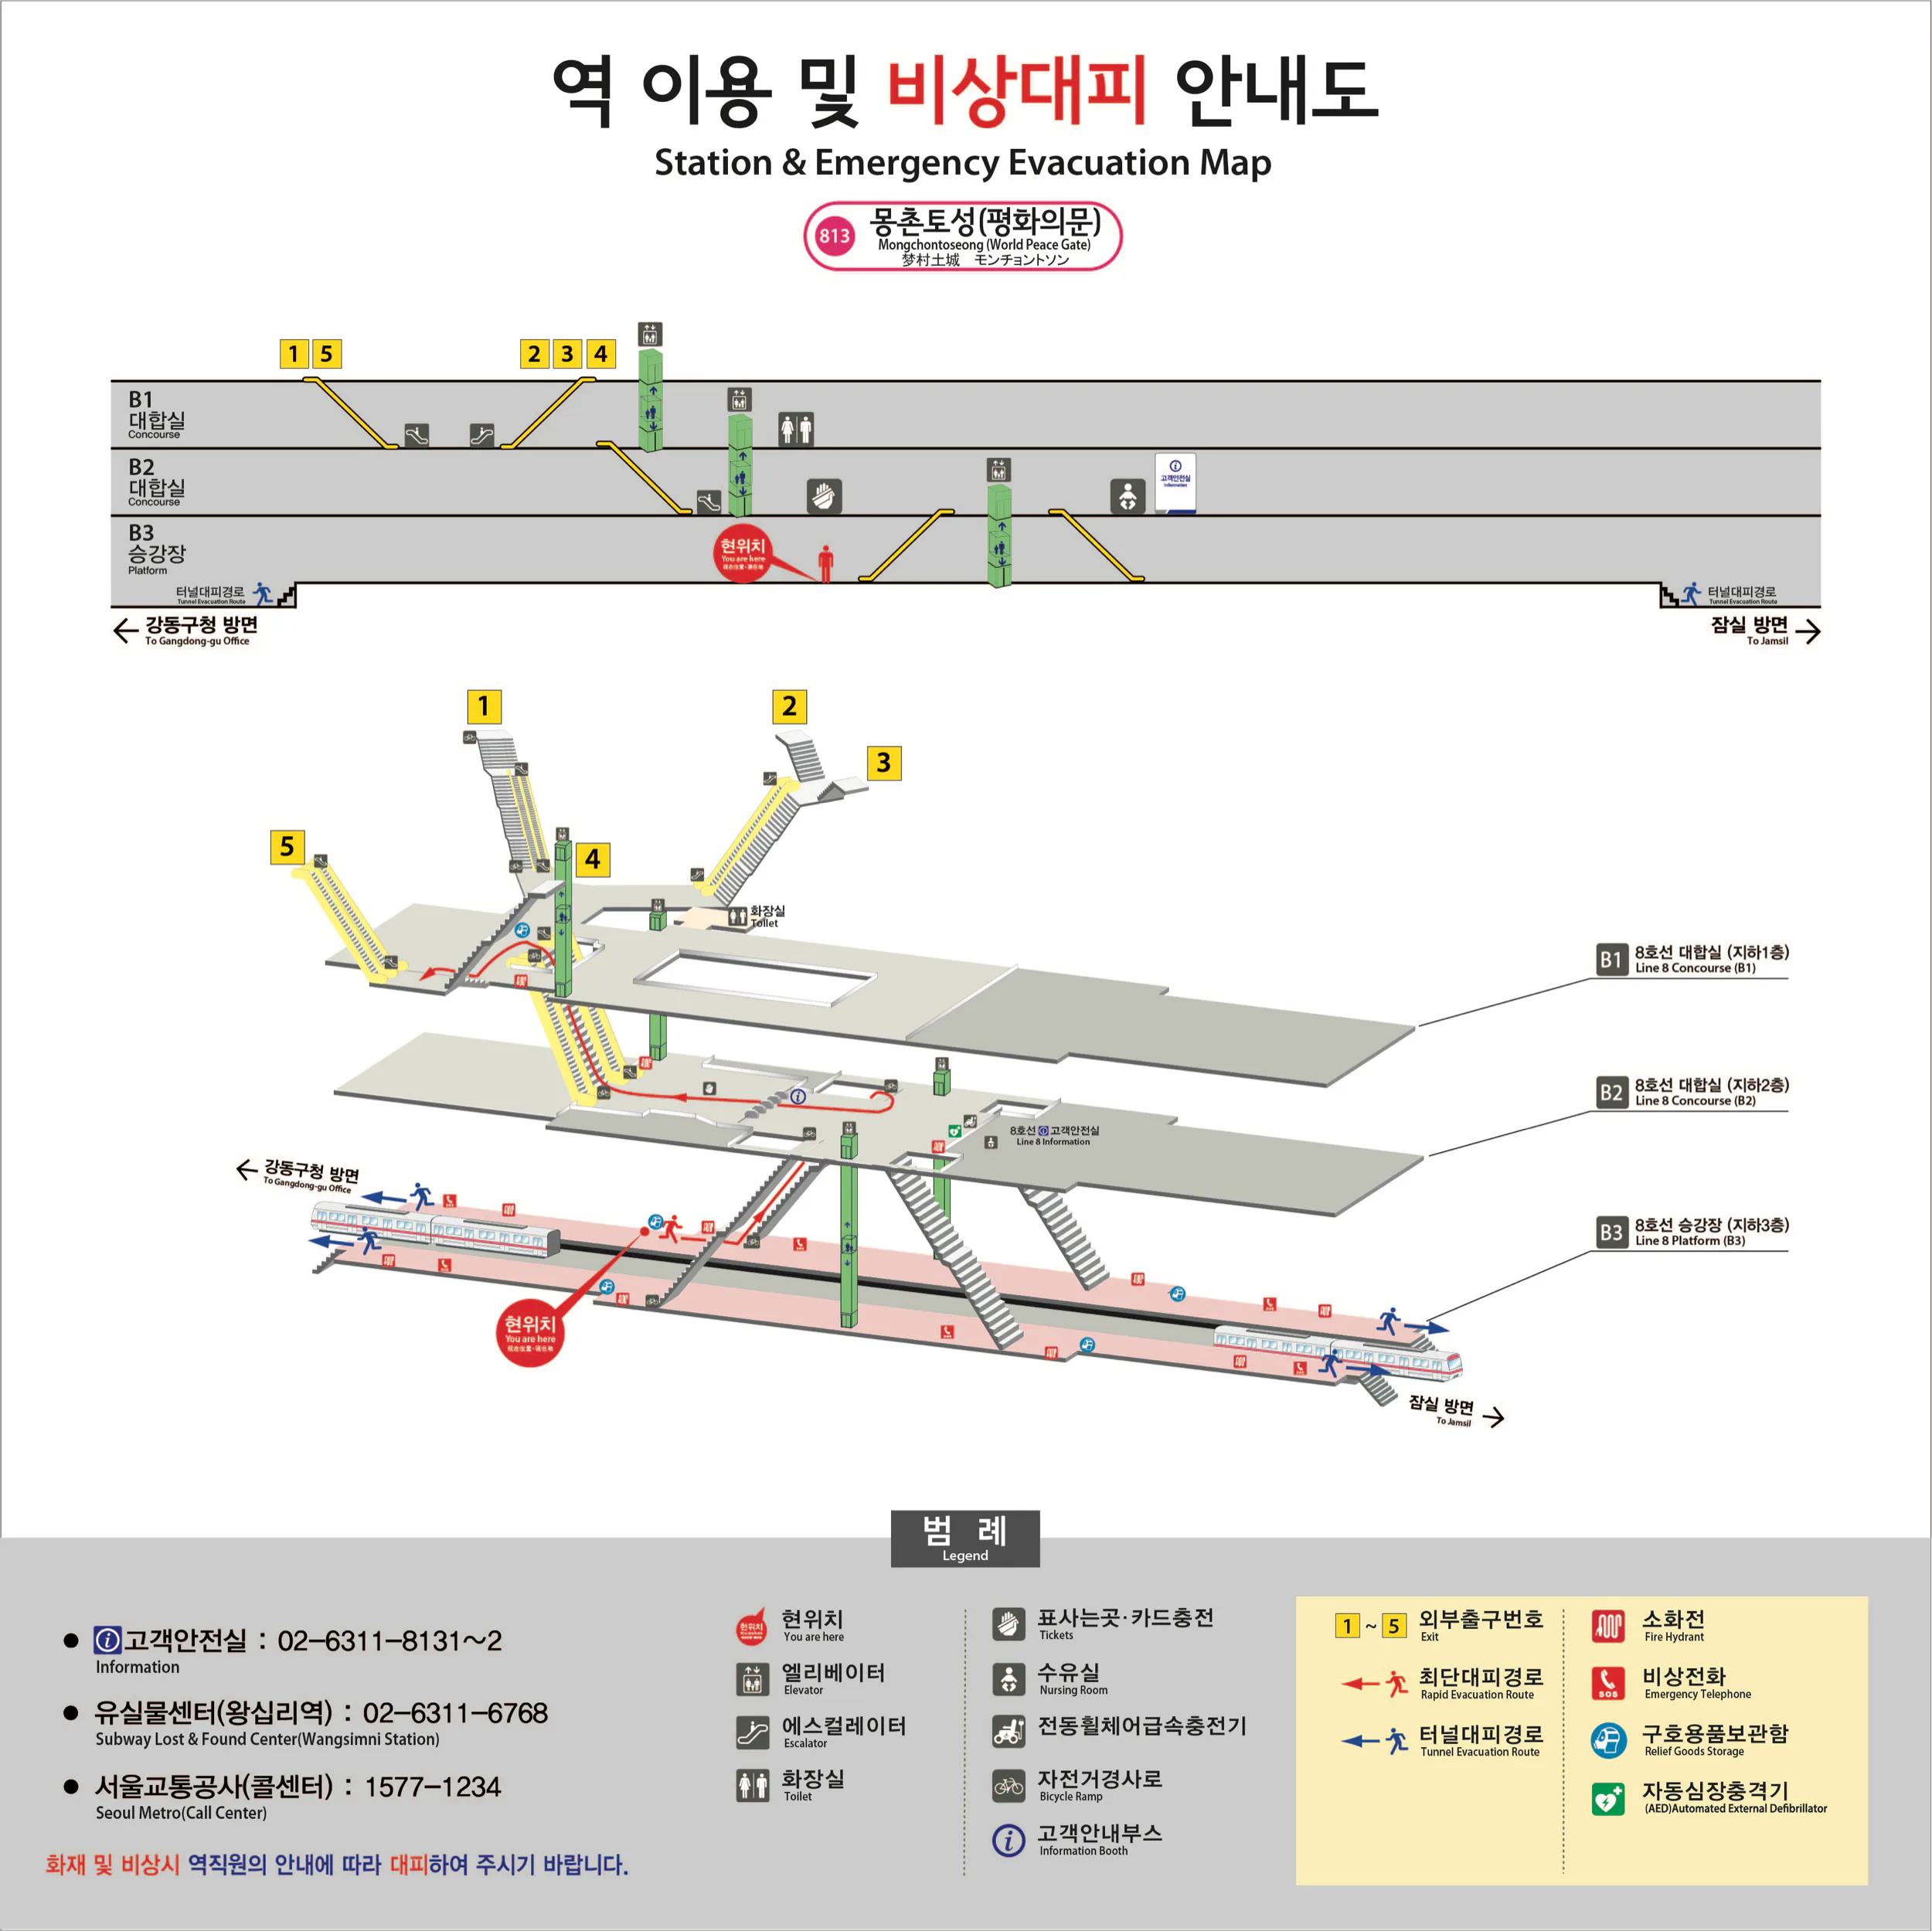 역 이용 및 비상대피 안내도
Station & Emergency Evacuation Map
813
몽촌토성(평화의문)
Mongchontoseong (World Peace Gate)
梦村土城 モンチョントソン
1 5
2 3 4
B1
대합실
Concourse
B2
대합실
Concourse
고객안전실
Information
B3
승강장
Platform
현위치
You are here
터널대피경로
Tunnel Evacuation Route
터널대피경로
Tunnel Evacuation Route
← 강동구청 방면
To Gangdong-gu Office
잠실 방면 →
To Jamsil
1
2
3
5
4
화장실
Toilet
B1 8호선 대합실 (지하1층)
Line 8 Concourse (B1)
B2 8호선 대합실 (지하2층)
Line 8 Concourse (B2)
8호선 고객안전실
Line 8 Information
← 강동구청 방면
To Gangdong-gu Office
B3 8호선 승강장 (지하3층)
Line 8 Platform (B3)
현위치
You are here
잠실 방면 →
To Jamsil
범 례
Legend
● 고객안전실 : 02-6311-8131~2
Information
● 유실물센터(왕십리역) : 02-6311-6768
Subway Lost & Found Center(Wangsimni Station)
● 서울교통공사(콜센터) : 1577-1234
Seoul Metro(Call Center)
화재 및 비상시 역직원의 안내에 따라 대피하여 주시기 바랍니다.
현위치
현위치
You are here
엘리베이터
Elevator
에스컬레이터
Escalator
화장실
Toilet
표사는곳·카드충전
Tickets
수유실
Nursing Room
전동휠체어급속충전기
자전거경사로
Bicycle Ramp
고객안내부스
Information Booth
1 ~ 5 외부출구번호
Exit
최단대피경로
Rapid Evacuation Route
터널대피경로
Tunnel Evacuation Route
소화전
Fire Hydrant
SOS
비상전화
Emergency Telephone
구호용품보관함
Relief Goods Storage
자동심장충격기
(AED)Automated External Defibrillator